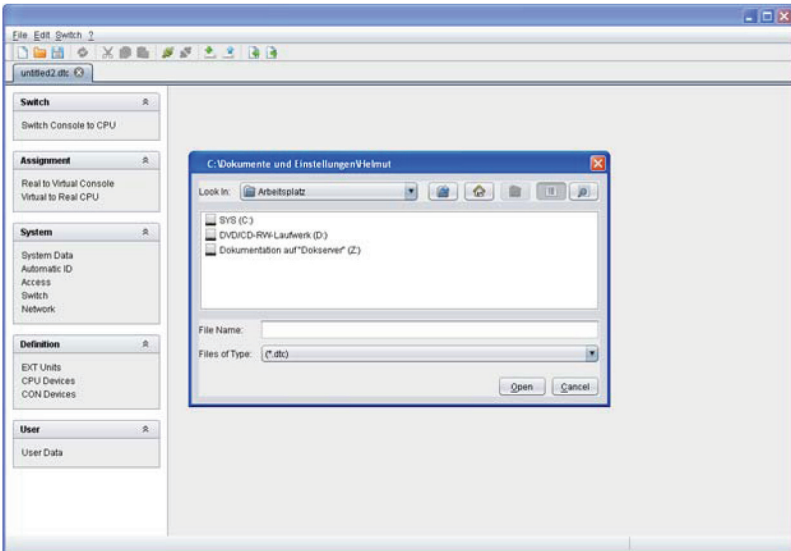 File Edit Switch ?
untitled2.dtc
Switch
Switch Console to CPU
Assignment
Real to Virtual Console
Virtual to Real CPU
System
System Data
Automatic ID
Access
Switch
Network
Definition
EXT Units
CPU Devices
CON Devices
User
User Data
C:\Dokumente und Einstellungen\Helmut
Look In: Arbeitsplatz
SYS (C:)
DVD/CD-RW-Laufwerk (D:)
Dokumentation auf "Dokserver" (Z:)
File Name:
Files of Type: (*.dtc)
Open Cancel